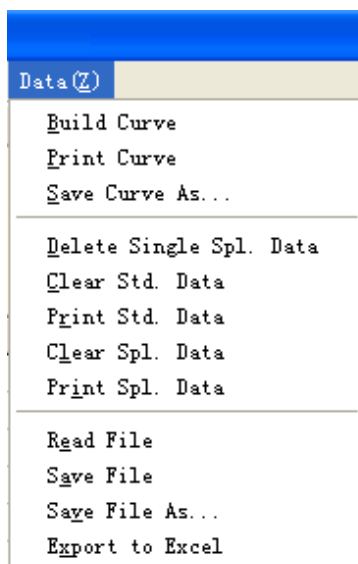 Data(Z)
Build Curve
Print Curve
Save Curve As...
Delete Single Spl. Data
Clear Std. Data
Print Std. Data
Clear Spl. Data
Print Spl. Data
Read File
Save File
Save File As...
Export to Excel